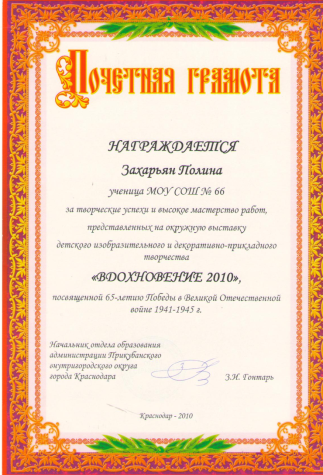 ПОЧЕТНАЯ ГРАМОТА
НАГРАЖДАЕТСЯ
Захарьян Полина
ученица МОУ СОШ № 66
за творческие успехи и высокое мастерство работ,
представленных на окружную выставку
детского изобразительного и декоративно-прикладного
творчества
«ВДОХНОВЕНИЕ 2010»,
посвященной 65-летию Победы в Великой Отечественной
войне 1941-1945 г.
Начальник отдела образования
администрации Прикубанского
внутригородского округа
города Краснодара
З.Н. Гонтарь
Краснодар - 2010